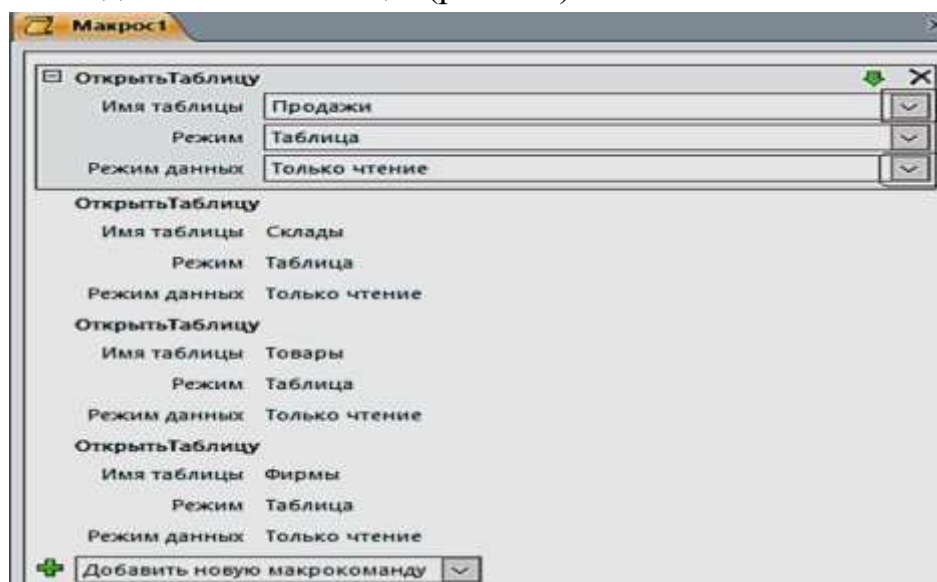 Макрос1
ОткрытьТаблицу
Имя таблицы Продажи
Режим Таблица
Режим данных Только чтение
ОткрытьТаблицу
Имя таблицы Склады
Режим Таблица
Режим данных Только чтение
ОткрытьТаблицу
Имя таблицы Товары
Режим Таблица
Режим данных Только чтение
ОткрытьТаблицу
Имя таблицы Фирмы
Режим Таблица
Режим данных Только чтение
Добавить новую макрокоманду